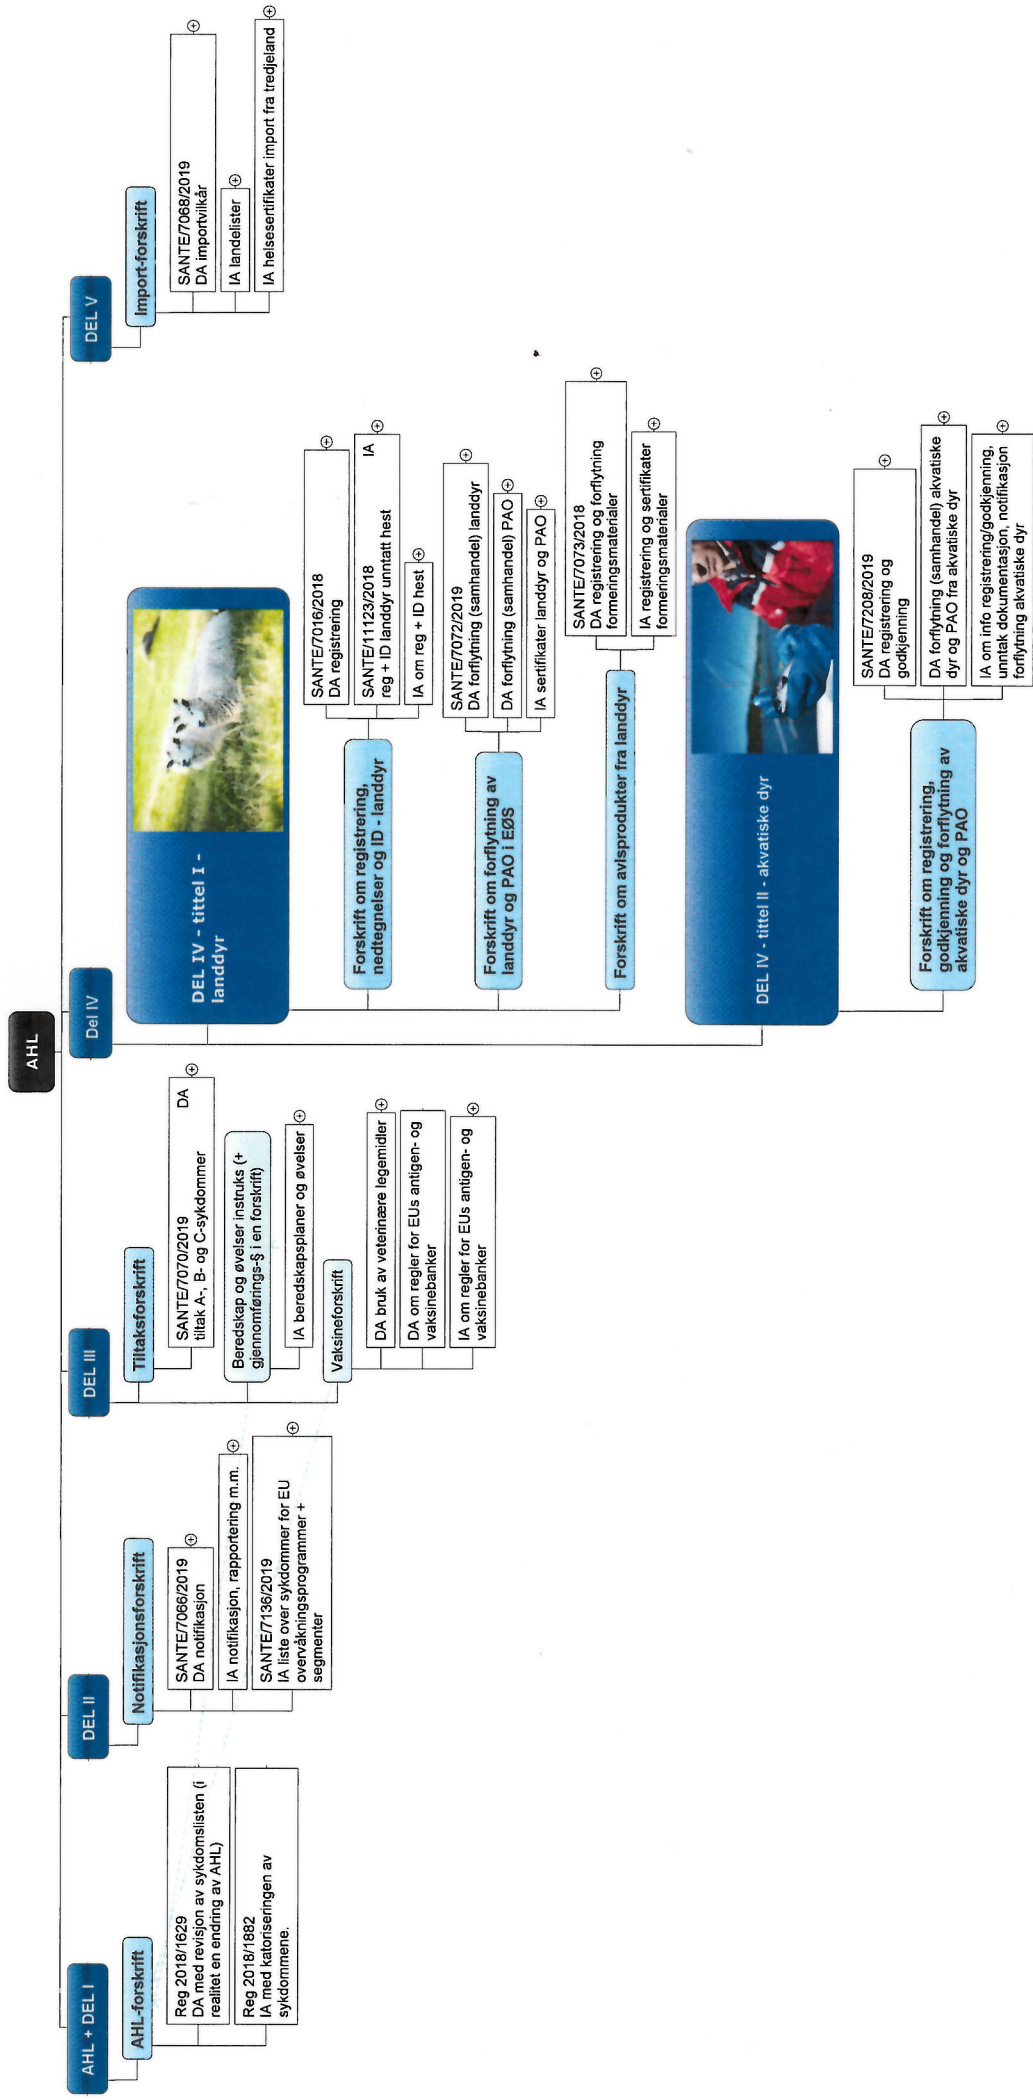 AHL
AHL + DEL I
AHL-forskrift
Reg 2018/1629
DA med revisjon av sykdomslisten (i
realitet en endring av AHL)
Reg 2018/1882
IA med katoriseringen av
sykdommene.
DEL II
Notifikasjonsforskrift
SANTE/7066/2019
DA notifikasjon
IA notifikasjon, rapportering m.m.
SANTE/7136/2019
IA liste over sykdommer for EU
overvåkningsprogrammer +
segmenter
DEL III
Tiltaksforskrift
SANTE/7070/2019 DA
tiltak A-, B- og C-sykdommer
Beredskap og øvelser instruks (+
gjennomførings-§ i en forskrift)
IA beredskapsplaner og øvelser
Vaksineforskrift
DA bruk av veterinære legemidler
DA om regler for EUs antigen- og
vaksinebanker
IA om regler for EUs antigen- og
vaksinebanker
Del IV
DEL IV - tittel I -
landdyr
Forskrift om registrering,
nedtegnelser og ID - landdyr
SANTE/7016/2018
DA registrering
SANTE/11123/2018 IA
reg + ID landdyr unntatt hest
IA om reg + ID hest
Forskrift om forflytning av
landdyr og PAO i EØS
SANTE/7072/2019
DA forflytning (samhandel) landdyr
DA forflytning (samhandel) PAO
IA sertifikater landoyr og PAO
Forskrift om avlsprodukter fra landdyr
SANTE/7073/2018
DA registrering og forflytning
formeringsmaterialer
IA registrering og sertifikater
formeringsmaterialer
DEL IV - tittel II - akvatiske dyr
Forskrift om registrering,
godkjenning og forflytning av
akvatiske dyr og PAO
SANTE/7208/2019
DA registrering og
godkjenning
DA forflytning (samhandel) akvatiske
dyr og PAO fra akvatiske dyr
IA om info registrering/godkjenning,
unntak dokumentasjon, notifikasjon
forflytning akvatiske dyr
DEL V
Import-forskrift
SANTE/7068/2019
DA importvilkår
IA landelister
IA helsesertifikater import fra tredjeland